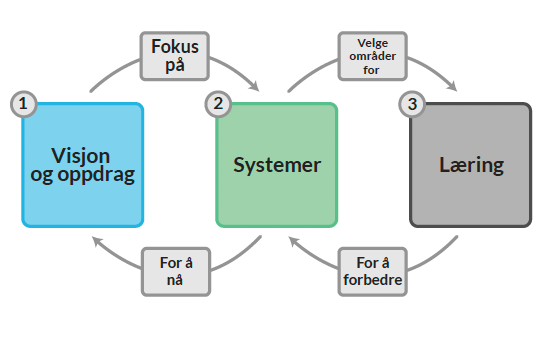 Fokus
på
Velge
områder
for
1
Visjon
og oppdrag
2
Systemer
3
Læring
For å
nå
For å
forbedre